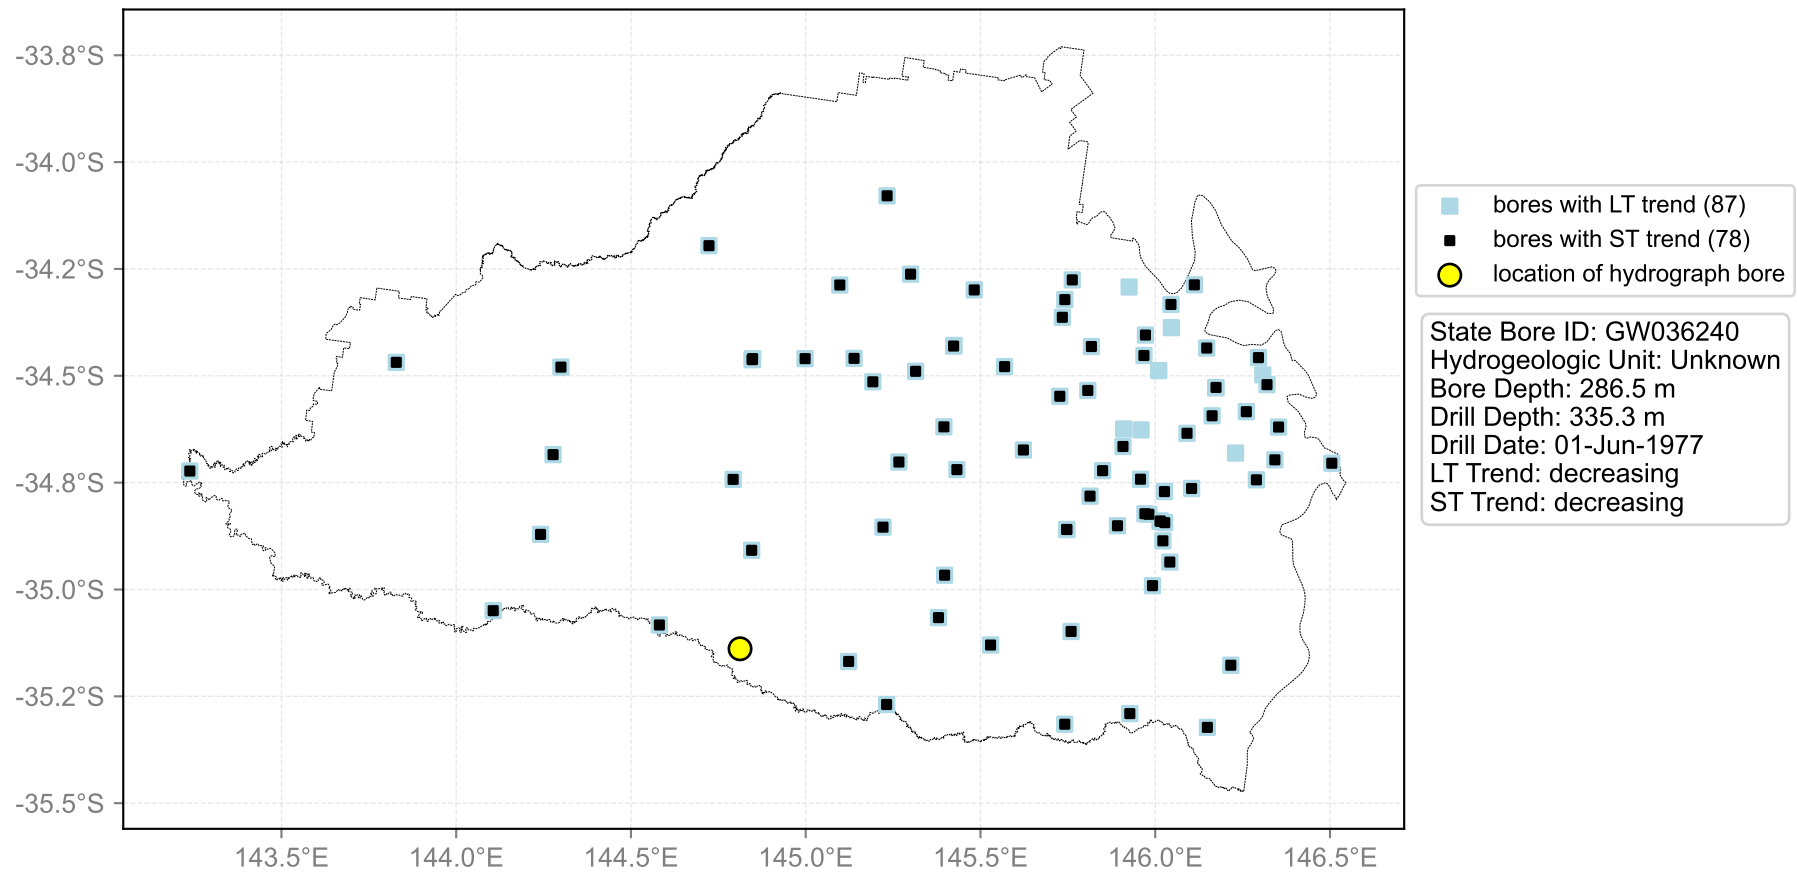 -33.8°S
-34.0°S
-34.2°S
-34.5°S
-34.8°S
-35.0°S
-35.2°S
-35.5°S
143.5°E
144.0°E
144.5°E
145.0°E
145.5°E
146.0°E
146.5°E
bores with LT trend (87)
bores with ST trend (78)
location of hydrograph bore
State Bore ID: GW036240
Hydrogeologic Unit: Unknown
Bore Depth: 286.5 m
Drill Depth: 335.3 m
Drill Date: 01-Jun-1977
LT Trend: decreasing
ST Trend: decreasing